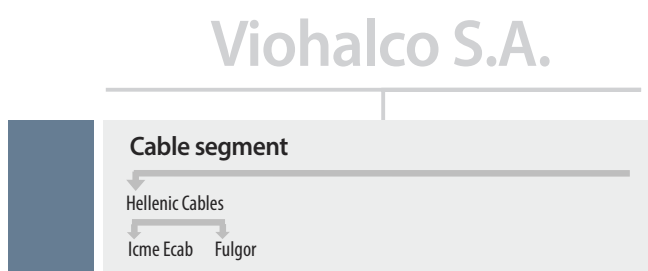 Viohalco S.A.
Cable segment
Hellenic Cables
Icme Ecab Fulgor